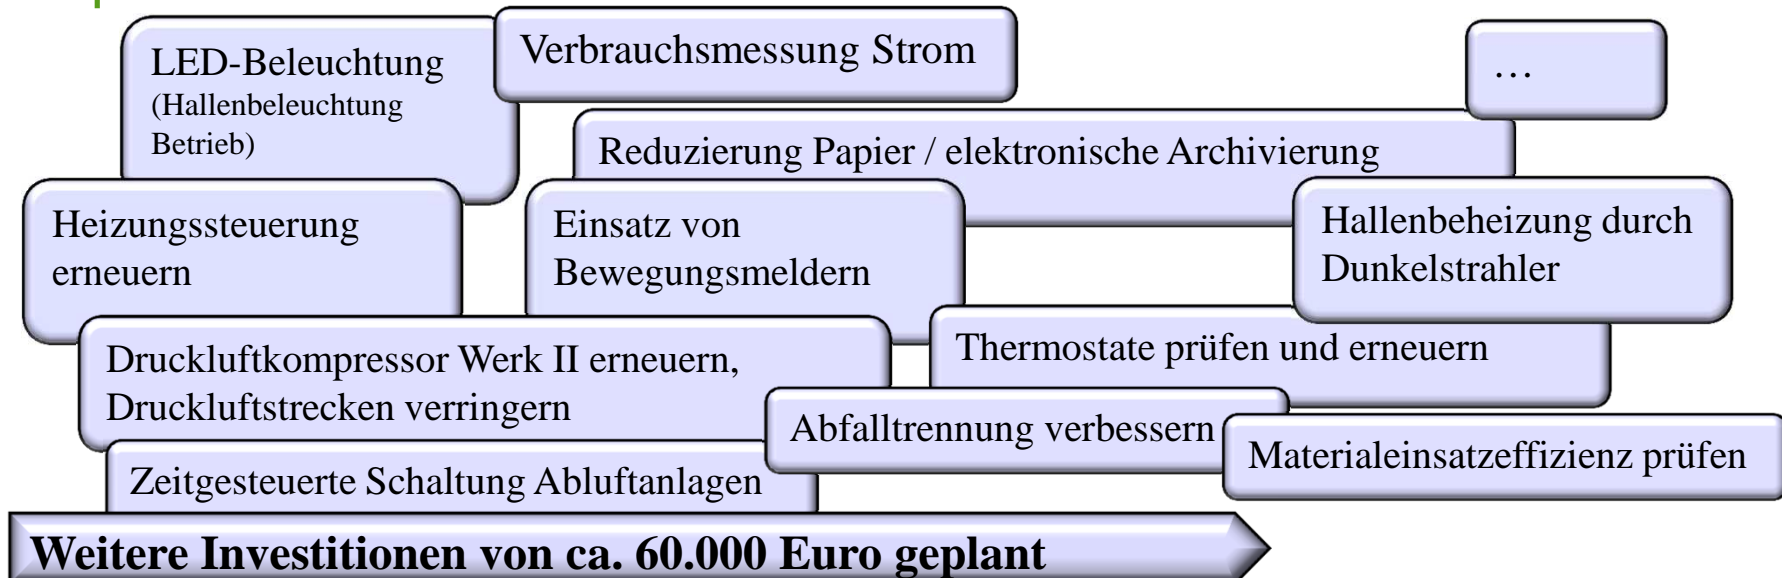 LED-Beleuchtung
(Hallenbeleuchtung
Betrieb)
Verbrauchsmessung Strom
…
Reduzierung Papier / elektronische Archivierung
Heizungssteuerung
erneuern
Einsatz von
Bewegungsmeldern
Hallenbeheizung durch
Dunkelstrahler
Druckluftkompressor Werk II erneuern,
Druckluftstrecken verringern
Thermostate prüfen und erneuern
Abfalltrennung verbessern
Materialeinsatzeffizienz prüfen
Zeitgesteuerte Schaltung Abluftanlagen
Weitere Investitionen von ca. 60.000 Euro geplant